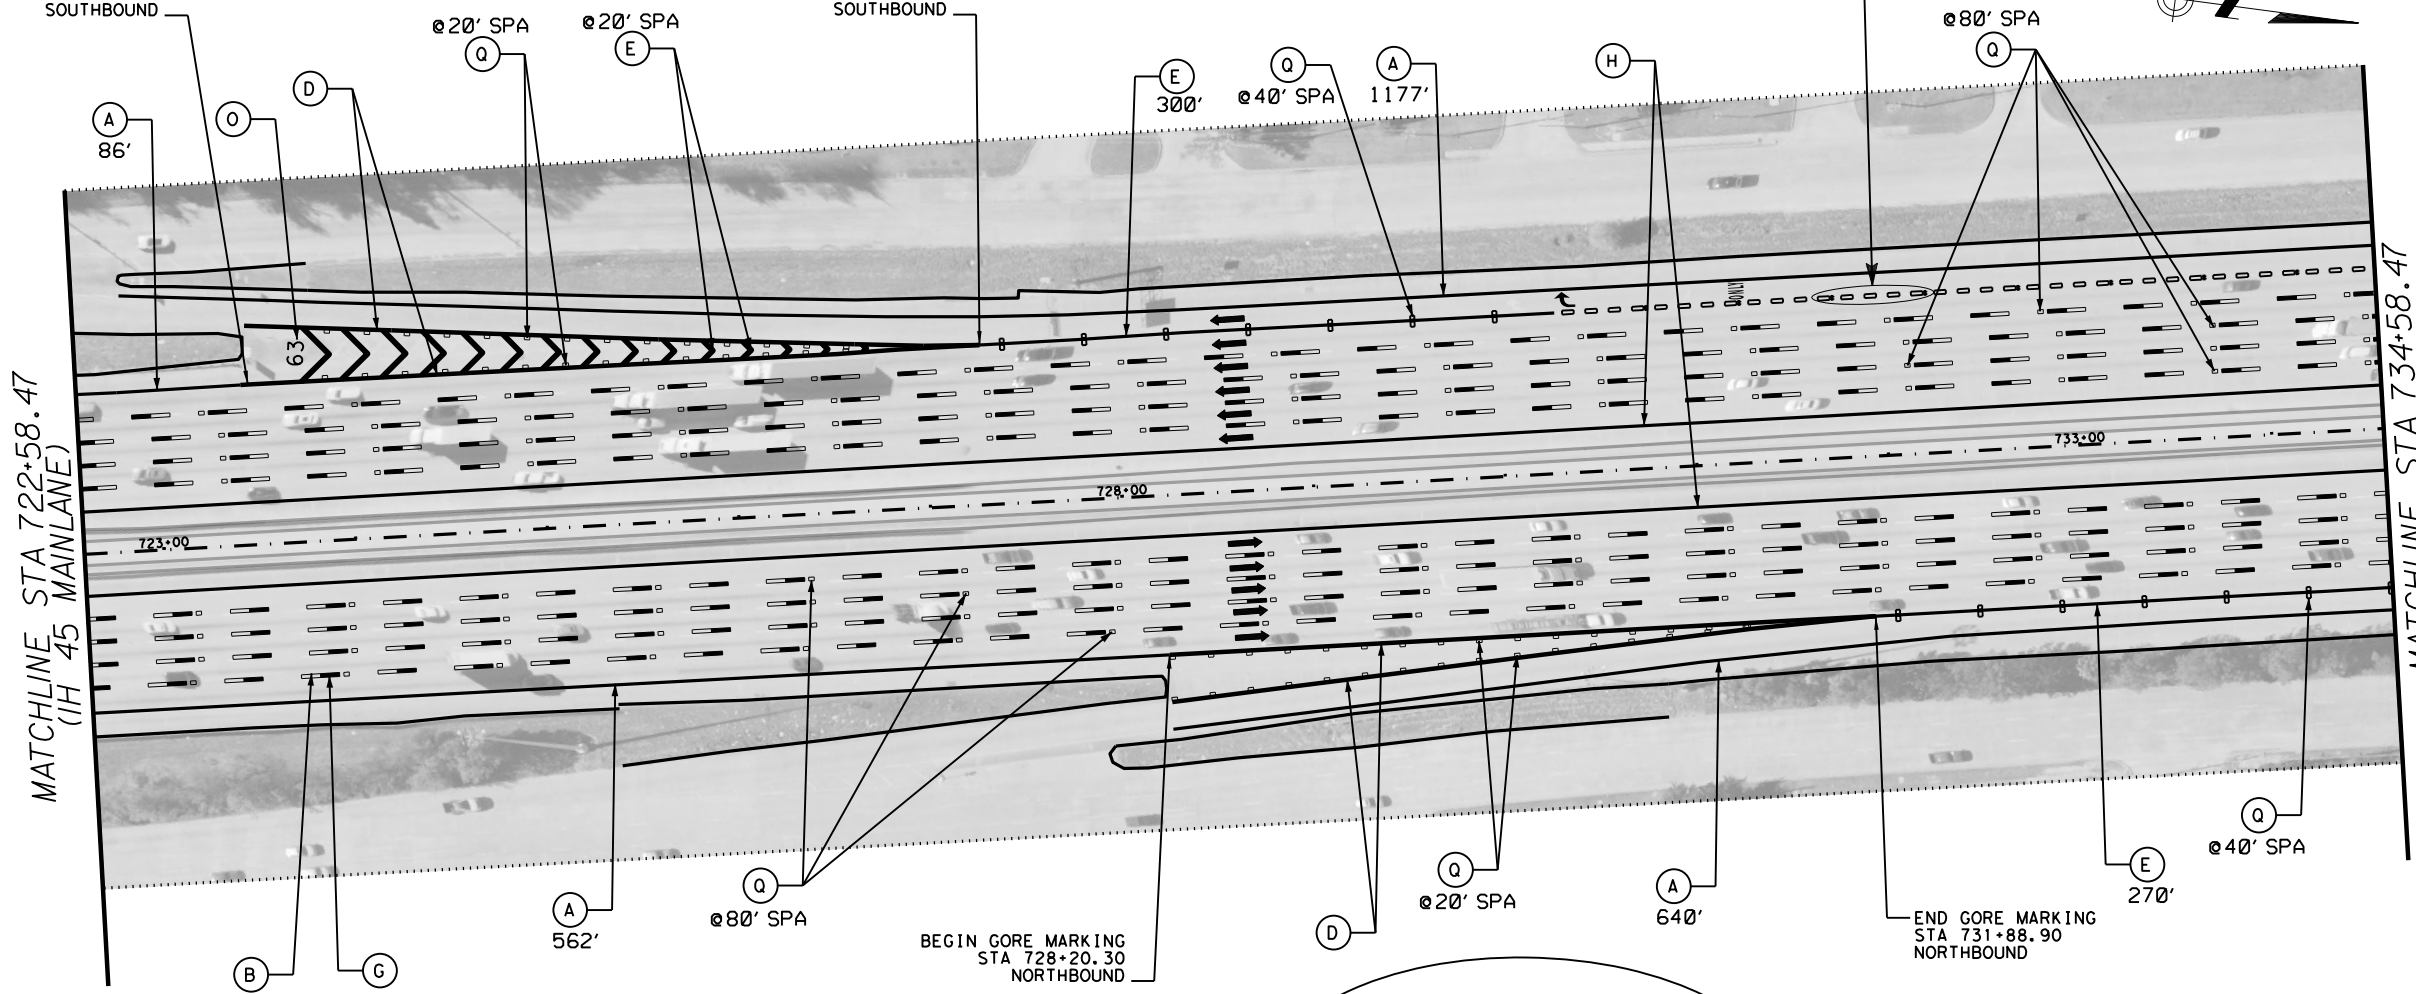 SOUTHBOUND
@20' SPA
Q
@20' SPA
E
SOUTHBOUND
@80' SPA
Q
A
86'
O
D
E
300'
Q
@40' SPA
A
1177'
H
63
ONLY
MATCHLINE STA 722+58.47
(IH 45 MAINLANE)
723+00
728+00
733+00
MATCHLINE STA 734+58.47
B
G
A
562'
Q
@80' SPA
BEGIN GORE MARKING
STA 728+20.30
NORTHBOUND
D
Q
@20' SPA
A
640'
END GORE MARKING
STA 731+88.90
NORTHBOUND
E
270'
Q
@40' SPA